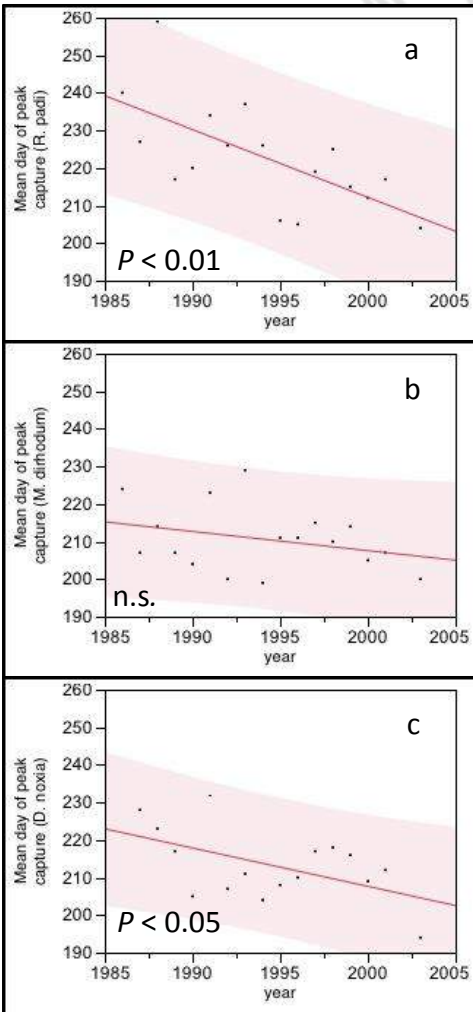 a
Mean day of peak
capture (R. padi)
260
250
240
230
220
210
200
190
P < 0.01
1985
1990
1995
2000
2005
year
b
Mean day of peak
capture (M. dirhodum)
260
250
240
230
220
210
200
190
n.s.
1985
1990
1995
2000
2005
year
c
Mean day of peak
capture (D. noxia)
260
250
240
230
220
210
200
190
P < 0.05
1985
1990
1995
2000
2005
year